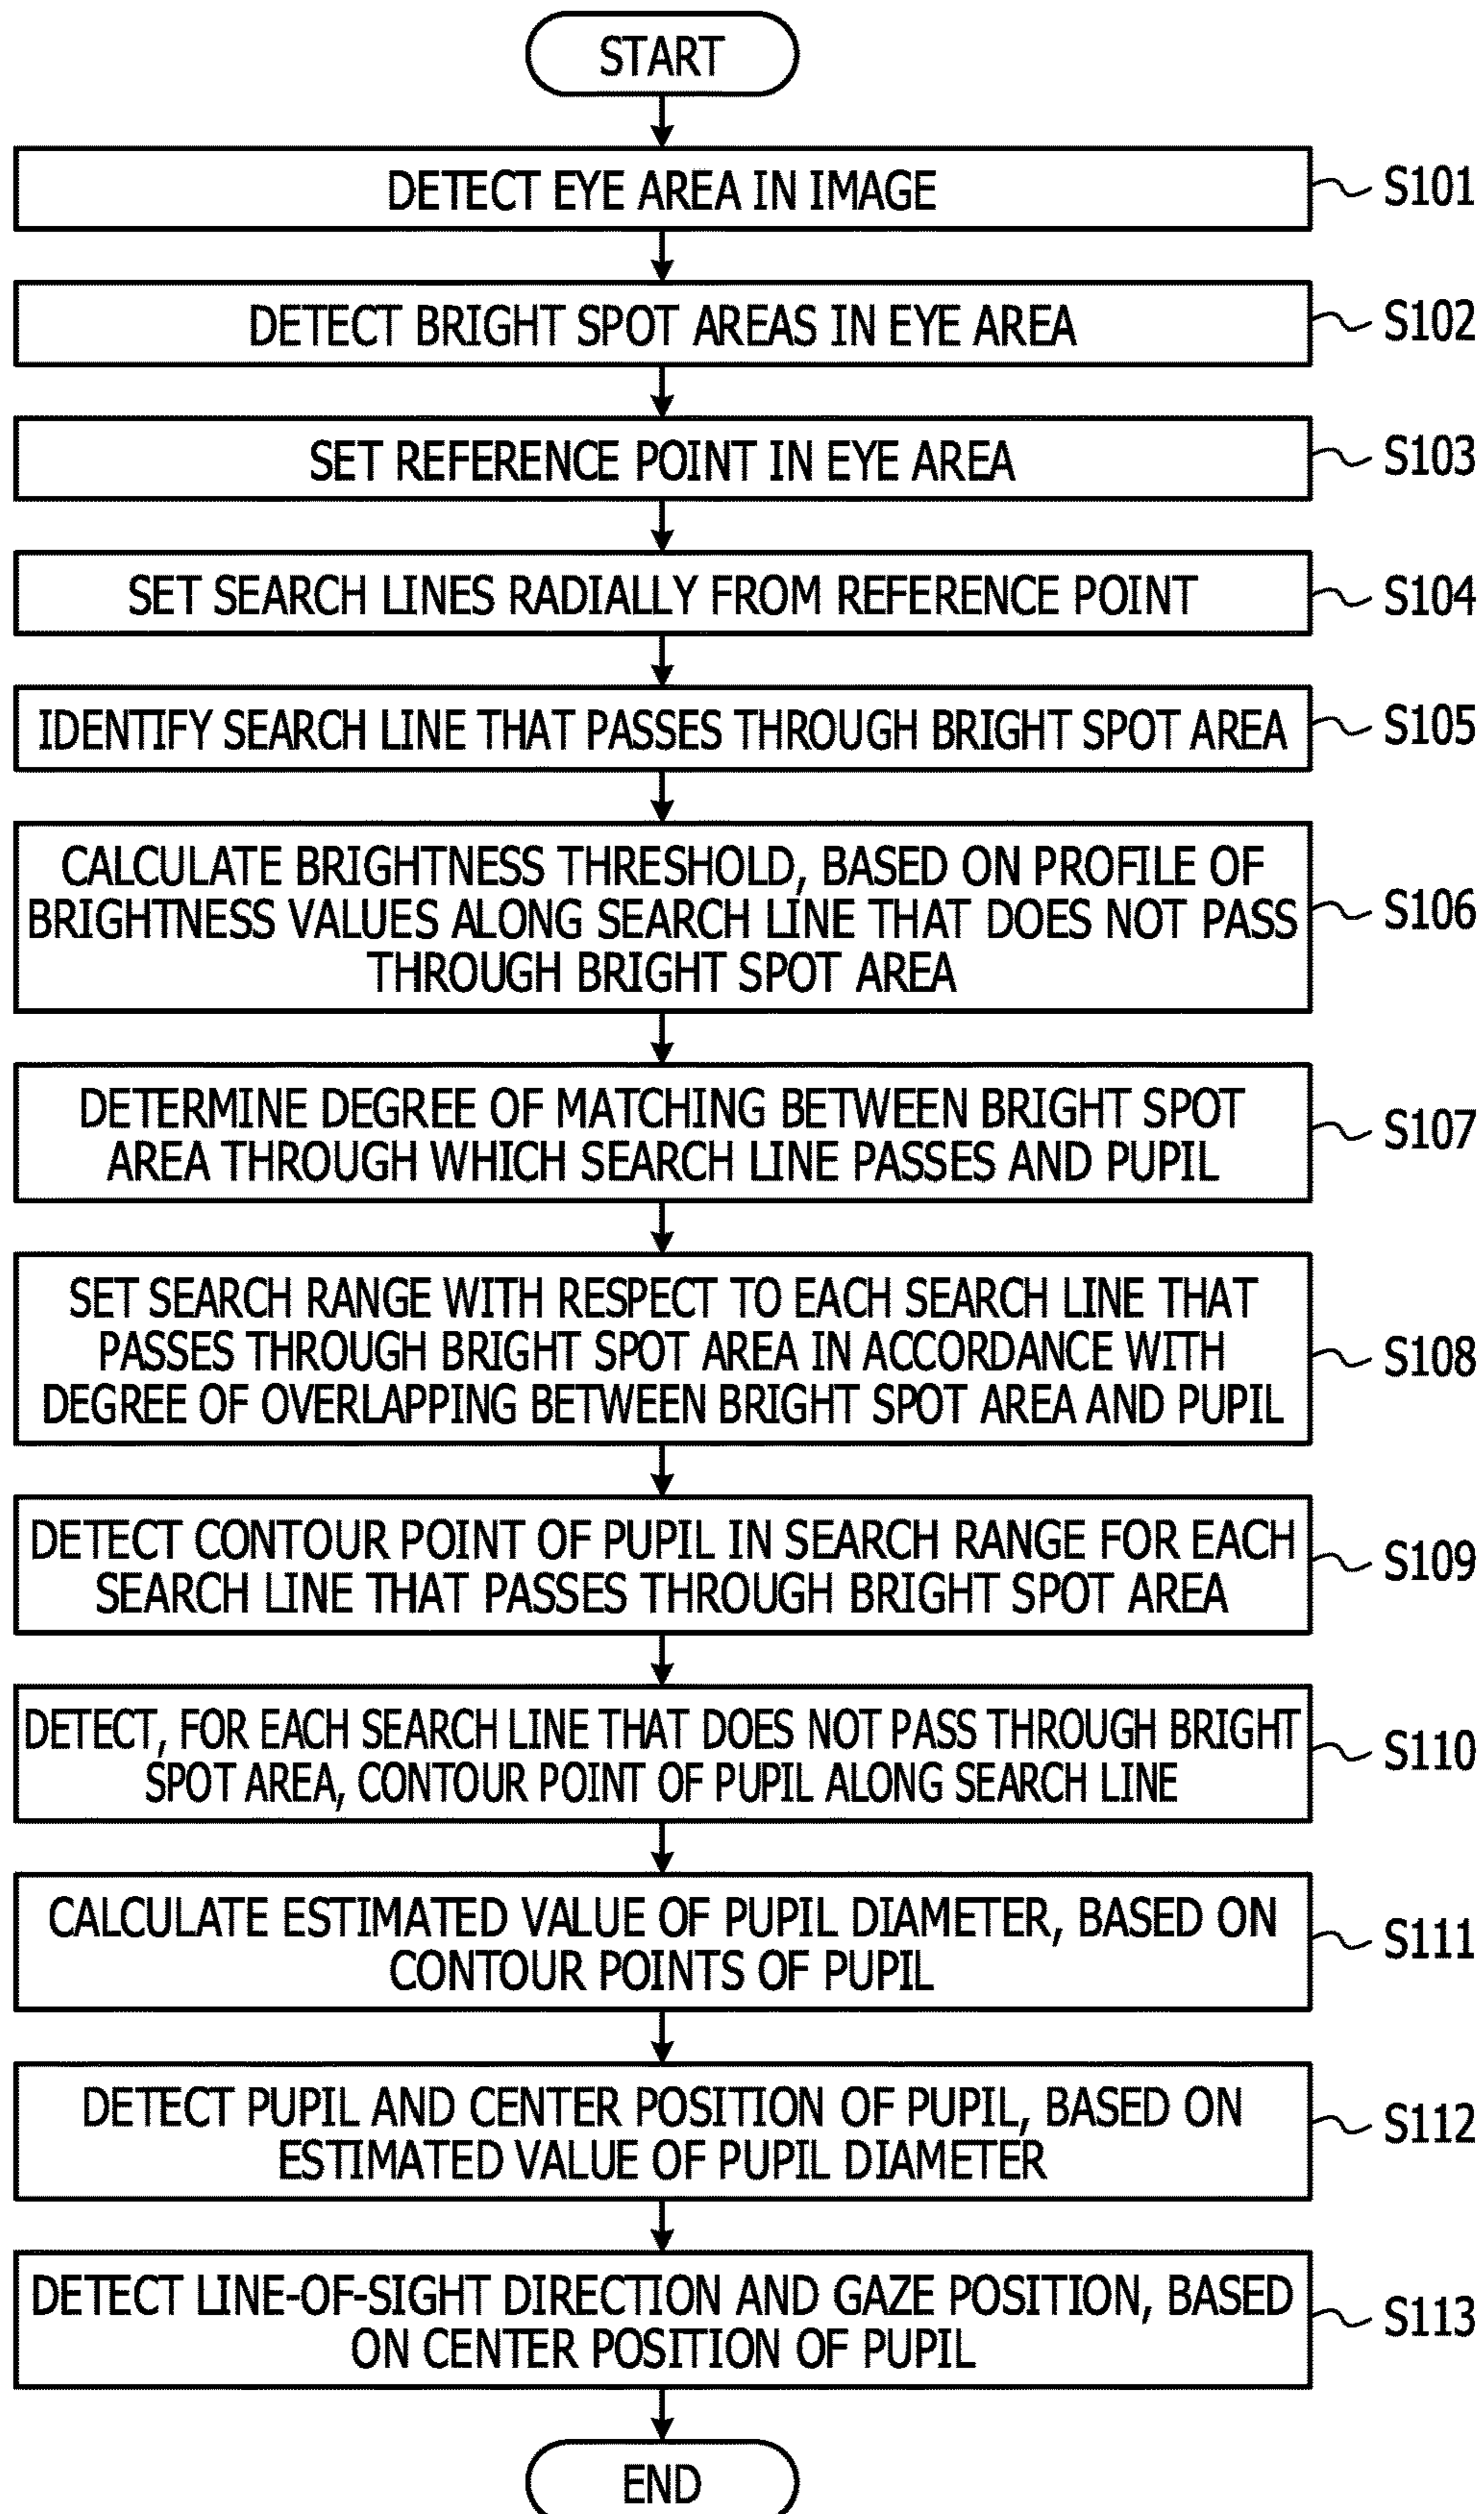 START
DETECT EYE AREA IN IMAGE
S101
DETECT BRIGHT SPOT AREAS IN EYE AREA
S102
SET REFERENCE POINT IN EYE AREA
S103
SET SEARCH LINES RADIALLY FROM REFERENCE POINT
S104
IDENTIFY SEARCH LINE THAT PASSES THROUGH BRIGHT SPOT AREA
S105
CALCULATE BRIGHTNESS THRESHOLD, BASED ON PROFILE OF
BRIGHTNESS VALUES ALONG SEARCH LINE THAT DOES NOT PASS
THROUGH BRIGHT SPOT AREA
S106
DETERMINE DEGREE OF MATCHING BETWEEN BRIGHT SPOT
AREA THROUGH WHICH SEARCH LINE PASSES AND PUPIL
S107
SET SEARCH RANGE WITH RESPECT TO EACH SEARCH LINE THAT
PASSES THROUGH BRIGHT SPOT AREA IN ACCORDANCE WITH
DEGREE OF OVERLAPPING BETWEEN BRIGHT SPOT AREA AND PUPIL
S108
DETECT CONTOUR POINT OF PUPIL IN SEARCH RANGE FOR EACH
SEARCH LINE THAT PASSES THROUGH BRIGHT SPOT AREA
S109
DETECT, FOR EACH SEARCH LINE THAT DOES NOT PASS THROUGH BRIGHT
SPOT AREA, CONTOUR POINT OF PUPIL ALONG SEARCH LINE
S110
CALCULATE ESTIMATED VALUE OF PUPIL DIAMETER, BASED ON
CONTOUR POINTS OF PUPIL
S111
DETECT PUPIL AND CENTER POSITION OF PUPIL, BASED ON
ESTIMATED VALUE OF PUPIL DIAMETER
S112
DETECT LINE-OF-SIGHT DIRECTION AND GAZE POSITION, BASED
ON CENTER POSITION OF PUPIL
S113
END